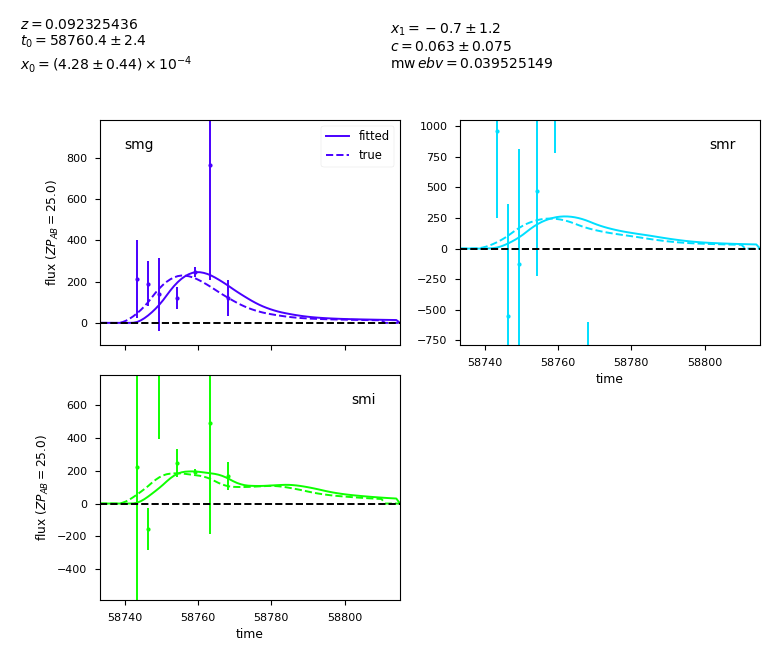 z = 0.092325436
t₀ = 58760.4 ± 2.4
x₀ = (4.28 ± 0.44) × 10⁻⁴
x₁ = −0.7 ± 1.2
c = 0.063 ± 0.075
mw ebv = 0.039525149
smg
fitted
true
800
600
400
200
0
flux (ZP_AB = 25.0)
smr
1000
750
500
250
0
−250
−500
−750
58740 58760 58780 58800
time
smi
600
400
200
0
−200
−400
flux (ZP_AB = 25.0)
58740 58760 58780 58800
time